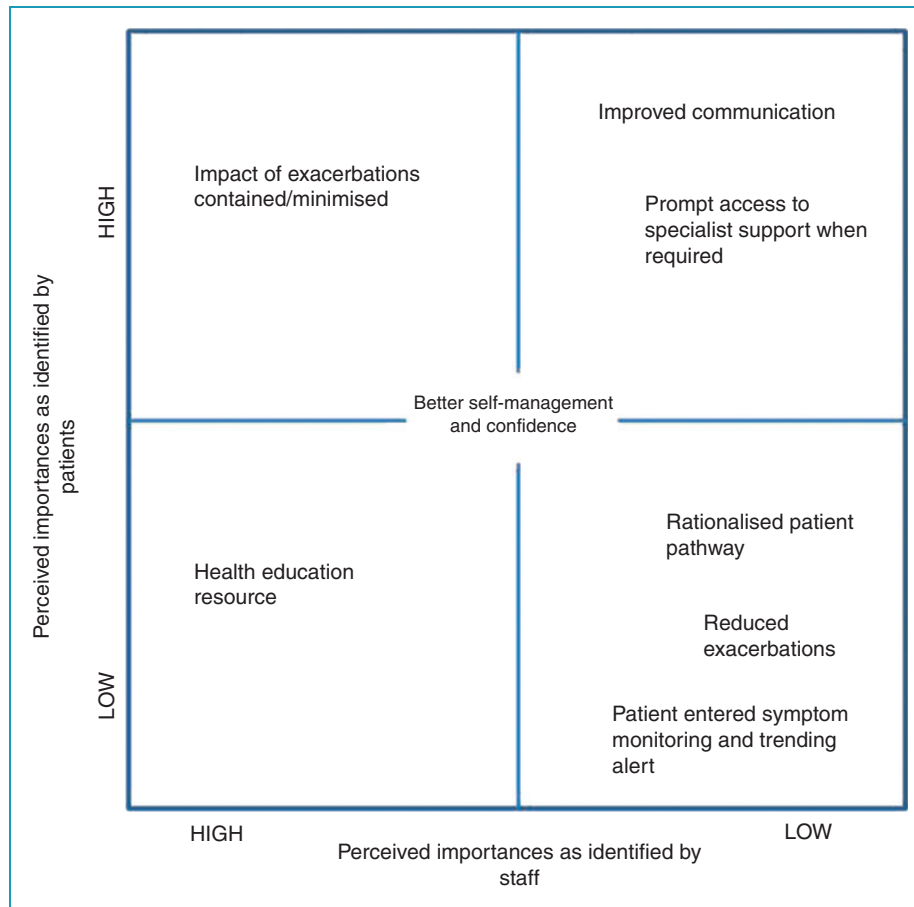 Improved communication
Impact of exacerbations
contained/minimised
Prompt access to
specialist support when
required
HIGH
Perceived importances as identified by
patients
Better self-management
and confidence
Rationalised patient
pathway
Health education
resource
Reduced
exacerbations
LOW
Patient entered symptom
monitoring and trending
alert
HIGH
LOW
Perceived importances as identified by
staff